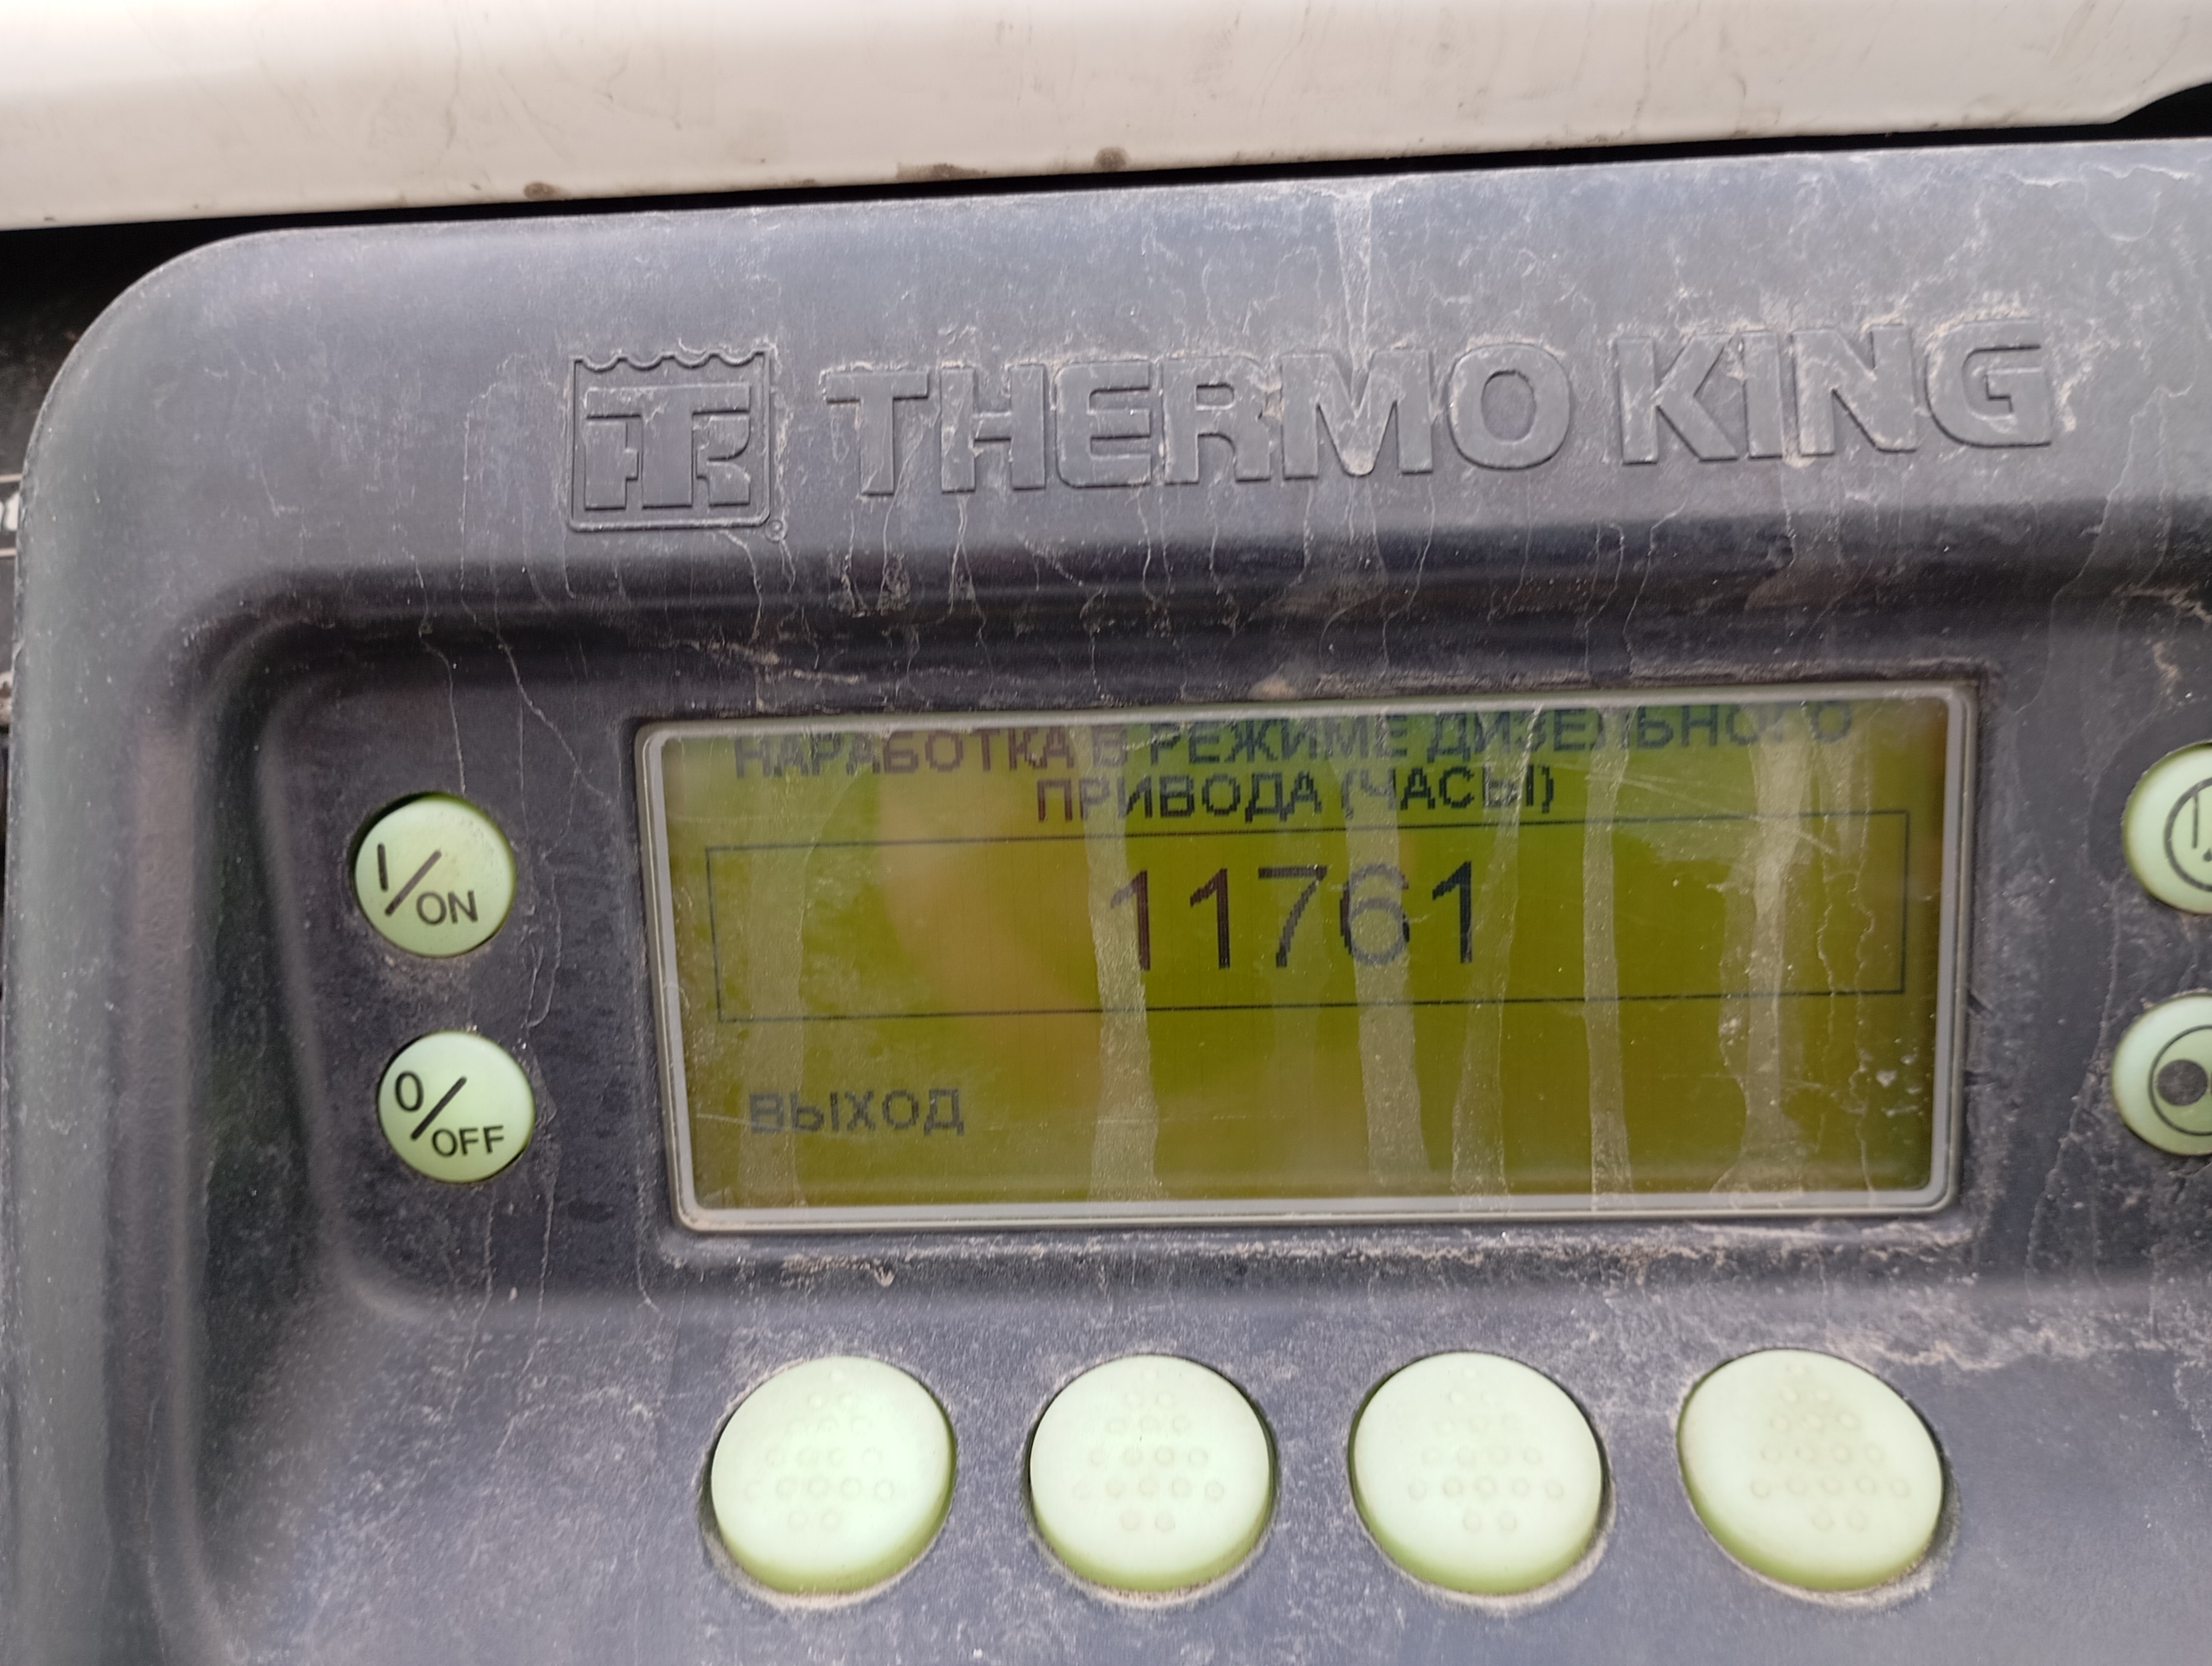 THERMO KING
НАРАБОТКА В РЕЖИМЕ ДИЗЕЛЬНОГО
ПРИВОДА (ЧАСЫ)
11761
I/ON
0/OFF
ВЫХОД